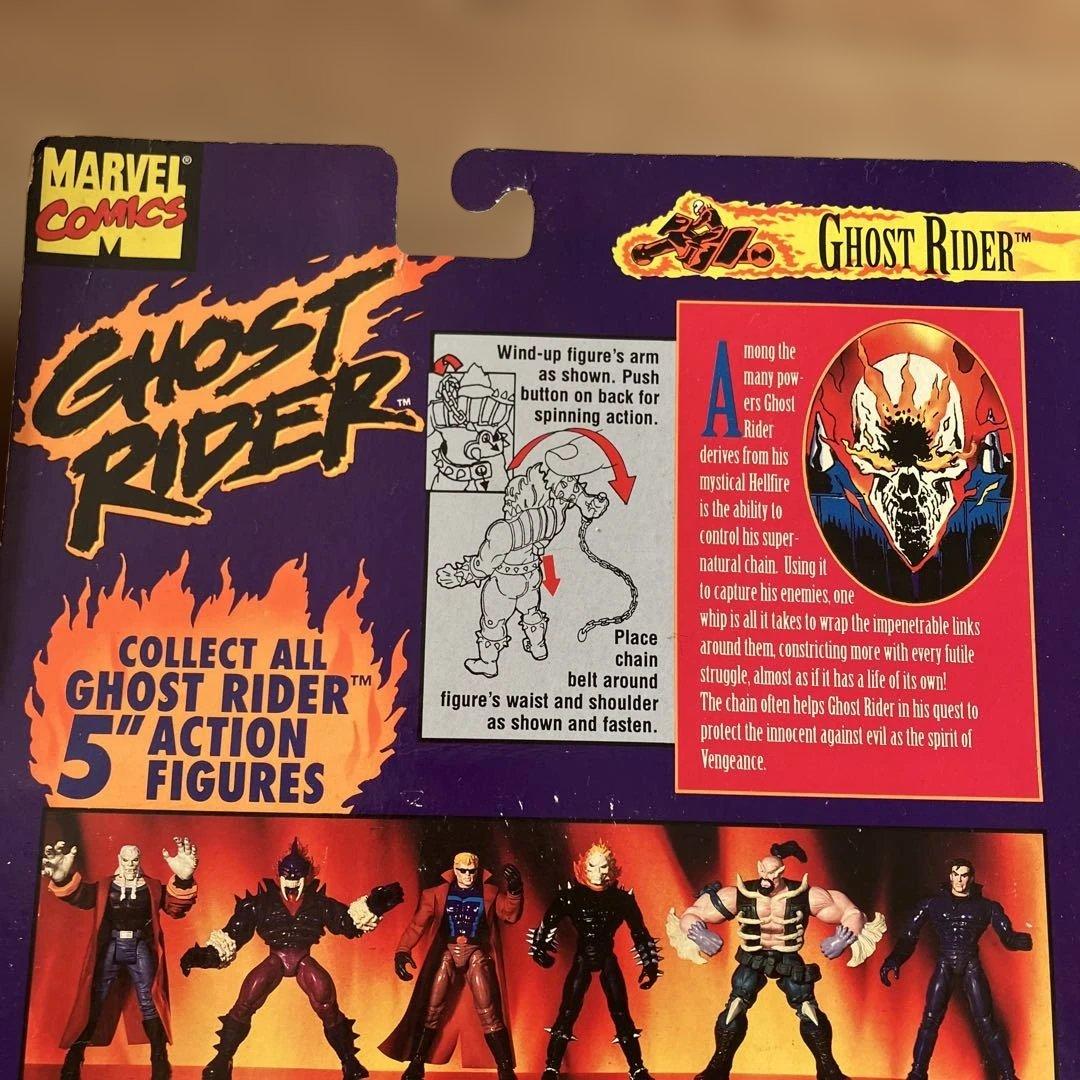 MARVEL®
COMICS
M
GHOST
RIDER™
GHOST RIDER™
Wind-up figure's arm
as shown. Push
button on back for
spinning action.
Place
chain
belt around
figure's waist and shoulder
as shown and fasten.
Among the
many pow-
ers Ghost
Rider
derives from his
mystical Hellfire
is the ability to
control his super-
natural chain. Using it
to capture his enemies, one
whip is all it takes to wrap the impenetrable links
around them, constricting more with every futile
struggle, almost as if it has a life of its own!
The chain often helps Ghost Rider in his quest to
protect the innocent against evil as the spirit of
Vengeance.
COLLECT ALL
GHOST RIDER™
5" ACTION
FIGURES